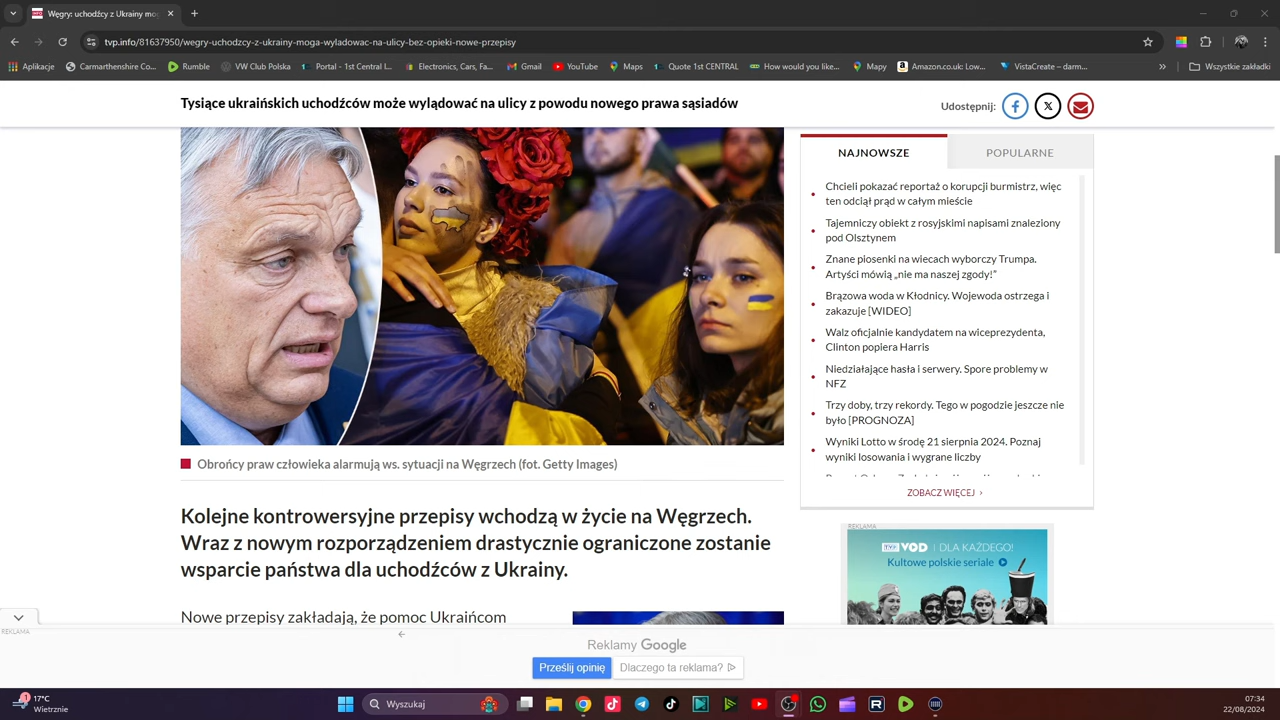 Węgry: uchodźcy z Ukrainy mog
tvp.info/81637950/wegry-uchodzcy-z-ukrainy-moga-wyladowac-na-ulicy-bez-opieki-nowe-przepisy
Aplikacje
Carmarthenshire Co...
Rumble
VW Club Polska
Portal - 1st Central I...
Electronics, Cars, Fa...
Gmail
YouTube
Maps
Quote 1st CENTRAL
How would you like...
Mapy
Amazon.co.uk: Low...
VistaCreate – darm...
Wszystkie zakładki
Tysiące ukraińskich uchodźców może wylądować na ulicy z powodu nowego prawa sąsiadów
Udostępnij:
NAJNOWSZE
POPULARNE
Chcieli pokazać reportaż o korupcji burmistrz, więc
ten odciął prąd w całym mieście
Tajemniczy obiekt z rosyjskimi napisami znaleziony
pod Olsztynem
Znane piosenki na wiecach wyborczy Trumpa.
Artyści mówią „nie ma naszej zgody!”
Brązowa woda w Kłodnicy. Wojewoda ostrzega i
zakazuje [WIDEO]
Walz oficjalnie kandydatem na wiceprezydenta,
Clinton popiera Harris
Niedziałające hasła i serwery. Spore problemy w
NFZ
Trzy doby, trzy rekordy. Tego w pogodzie jeszcze nie
było [PROGNOZA]
Wyniki Lotto w środę 21 sierpnia 2024. Poznaj
wyniki losowania i wygrane liczby
ZOBACZ WIĘCEJ
Obrońcy praw człowieka alarmują ws. sytuacji na Węgrzech (fot. Getty Images)
Kolejne kontrowersyjne przepisy wchodzą w życie na Węgrzech.
Wraz z nowym rozporządzeniem drastycznie ograniczone zostanie
wsparcie państwa dla uchodźców z Ukrainy.
Nowe przepisy zakładają, że pomoc Ukraińcom
REKLAMA
TVP VOD | DLA KAŻDEGO!
Kultowe polskie seriale
REKLAMA
Reklamy Google
Prześlij opinię
Dlaczego ta reklama?
1
17°C
Wietrznie
Wyszukaj
07:34
22/08/2024